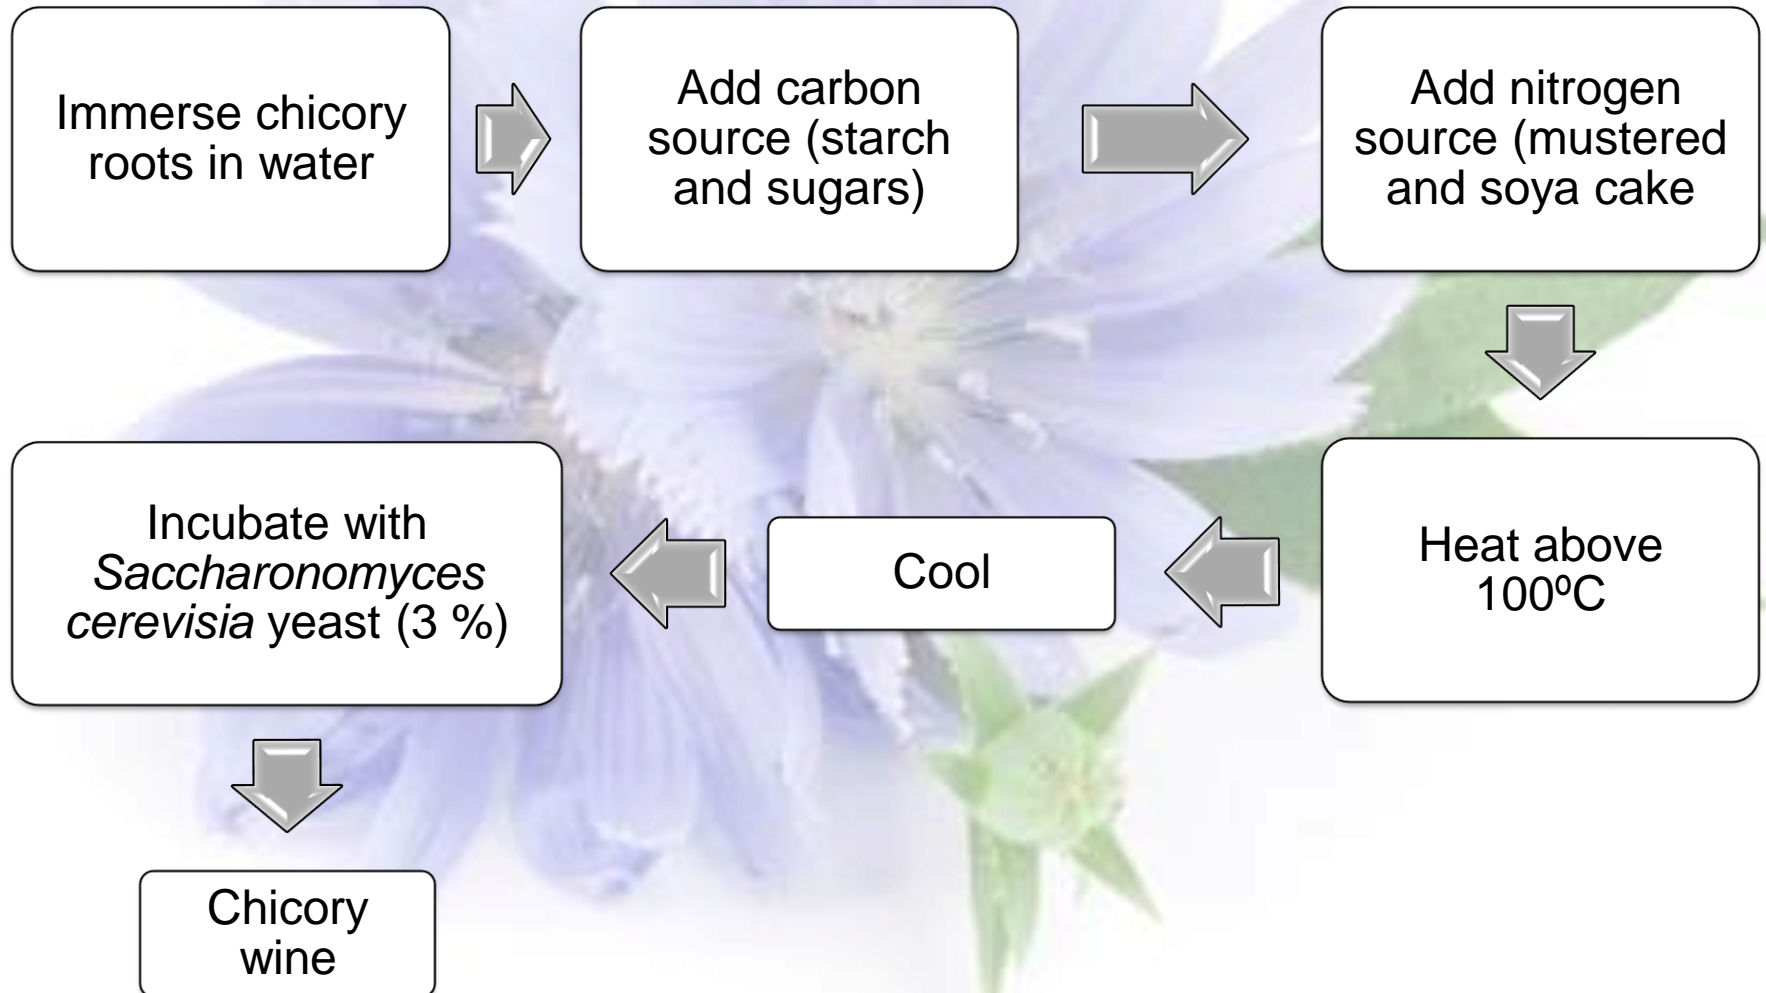 Immerse chicory
roots in water
Add carbon
source (starch
and sugars)
Add nitrogen
source (mustered
and soya cake
Heat above
100⁰C
Cool
Incubate with
Saccharonomyces
cerevisia yeast (3 %)
Chicory
wine